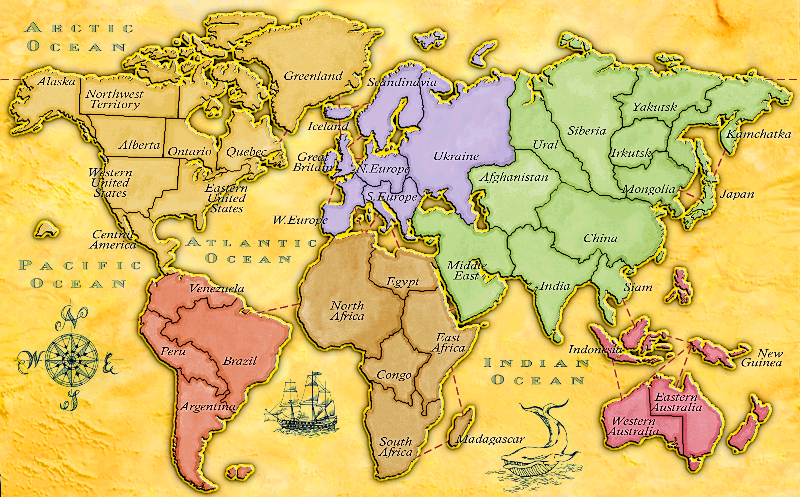 Arctic
Ocean
Alaska
Northwest
Territory
Greenland
Alberta
Ontario
Quebec
Western
United
States
Eastern
United
States
Central
America
Iceland
Scandinavia
Great
Britain
N.Europe
Ukraine
S.Europe
W.Europe
Ural
Siberia
Yakutsk
Kamchatka
Irkutsk
Mongolia
Japan
Afghanistan
China
Middle
East
India
Siam
Atlantic
Ocean
Pacific
Ocean
N
W
E
S
Venezuela
Peru
Brazil
Argentina
North
Africa
Egypt
East
Africa
Congo
South
Africa
Madagascar
Indian
Ocean
Indonesia
New
Guinea
Eastern
Australia
Western
Australia